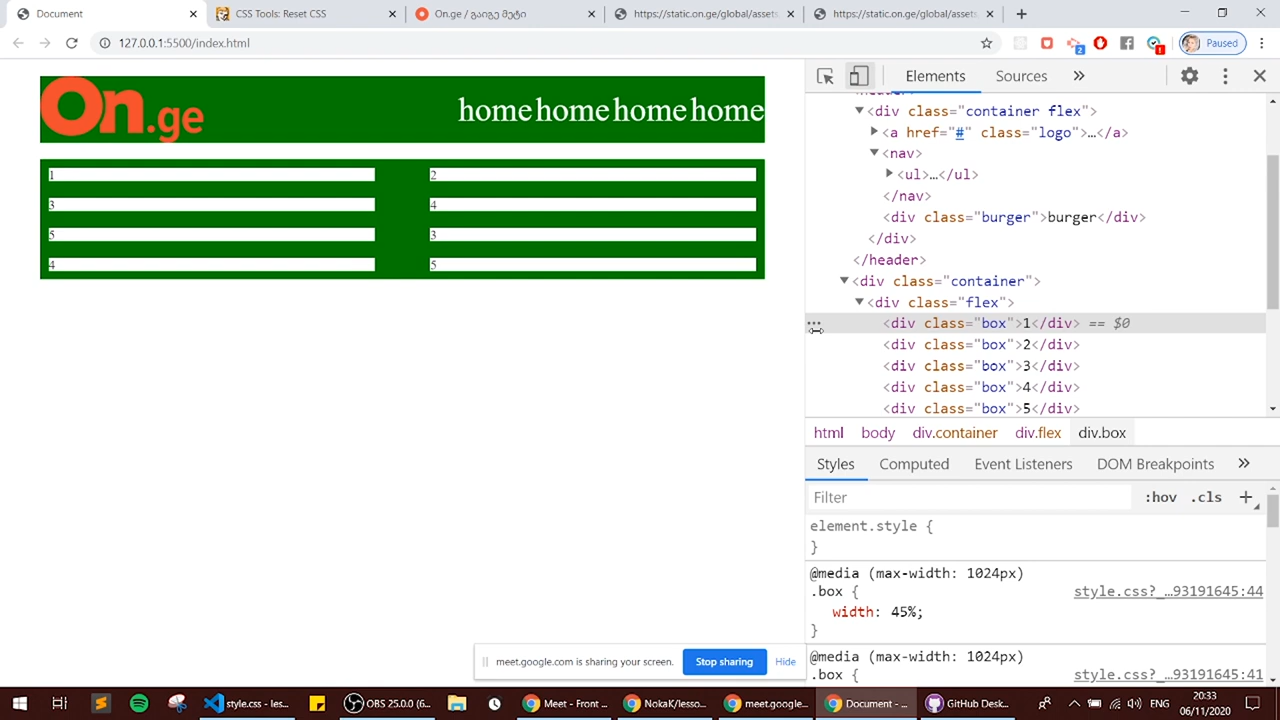 Document
CSS Tools: Reset CSS
On.ge / გაიგე მეტი
https://static.on.ge/global/assets
https://static.on.ge/global/assets
127.0.0.1:5500/index.html
2
1
Paused
On.ge
home home home home
1 2
3 4
5 3
4 5
Elements
Sources
<header>
<div class="container flex">
<a href="#" class="logo">…</a>
<nav>
<ul>…</ul>
</nav>
<div class="burger">burger</div>
</div>
</header>
<div class="container">
<div class="flex">
<div class="box">1</div> == $0
<div class="box">2</div>
<div class="box">3</div>
<div class="box">4</div>
<div class="box">5</div>
html body div.container div.flex div.box
Styles Computed Event Listeners DOM Breakpoints
Filter :hov .cls
element.style {
}
@media (max-width: 1024px)
.box { style.css?_…93191645:44
width: 45%;
}
@media (max-width: 1024px)
.box { style.css?_…93191645:41
meet.google.com is sharing your screen. Stop sharing Hide
style.css - les...
OBS 25.0.0 (6...
Meet - Front ...
NokaK/lesso...
meet.google...
Document - ...
GitHub Desk...
ENG
20:33
06/11/2020